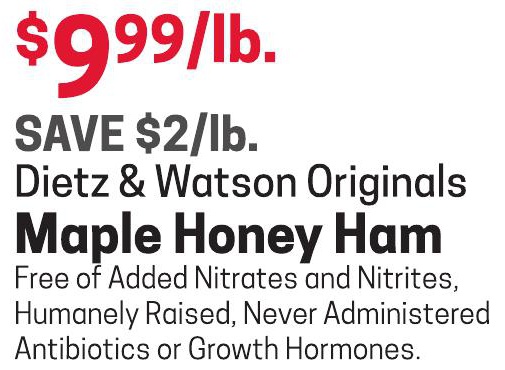 $9.99/lb.
SAVE $2/lb.
Dietz & Watson Originals
Maple Honey Ham
Free of Added Nitrates and Nitrites,
Humanely Raised, Never Administered
Antibiotics or Growth Hormones.